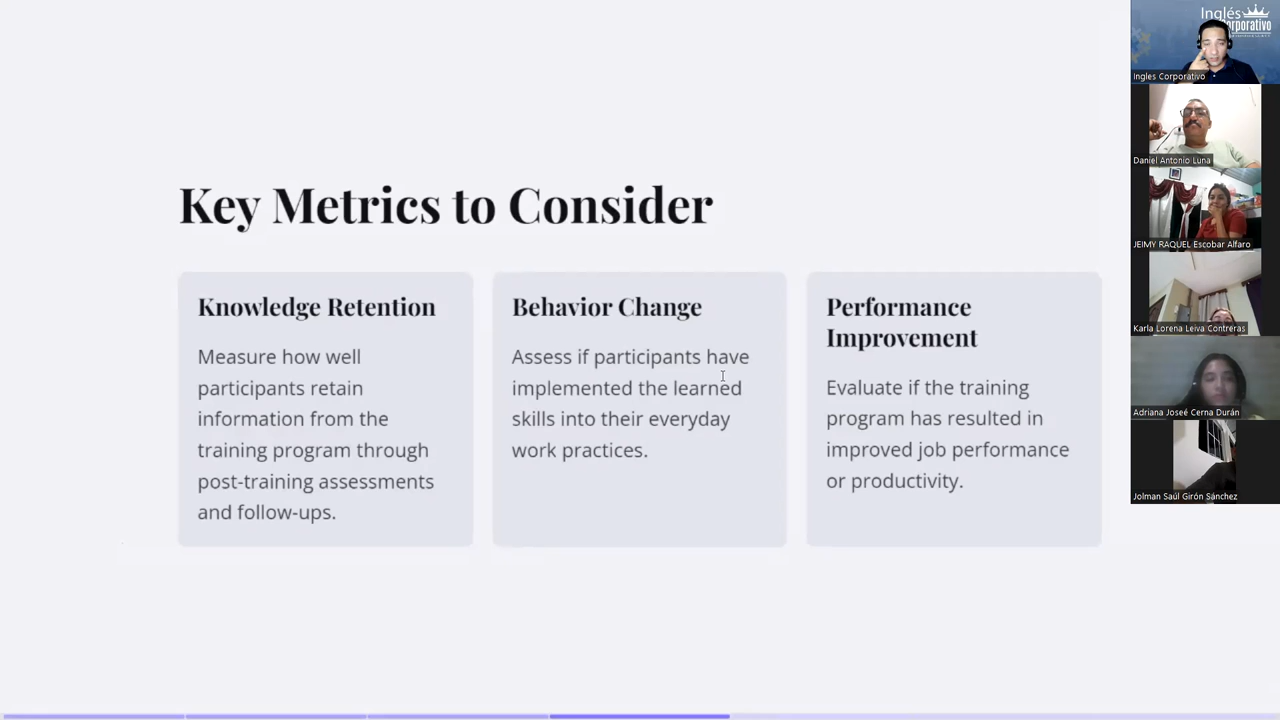 Key Metrics to Consider
Knowledge Retention
Measure how well
participants retain
information from the
training program through
post-training assessments
and follow-ups.
Behavior Change
Assess if participants have
implemented the learned
skills into their everyday
work practices.
Performance
Improvement
Evaluate if the training
program has resulted in
improved job performance
or productivity.
Inglés
Corporativo
Ingles Corporativo
Daniel Antonio Luna
JEIMY RAQUEL Escobar Alfaro
Karla Lorena Leiva Contreras
Adriana Joseé Cerna Durán
Jolman Saúl Girón Sánchez